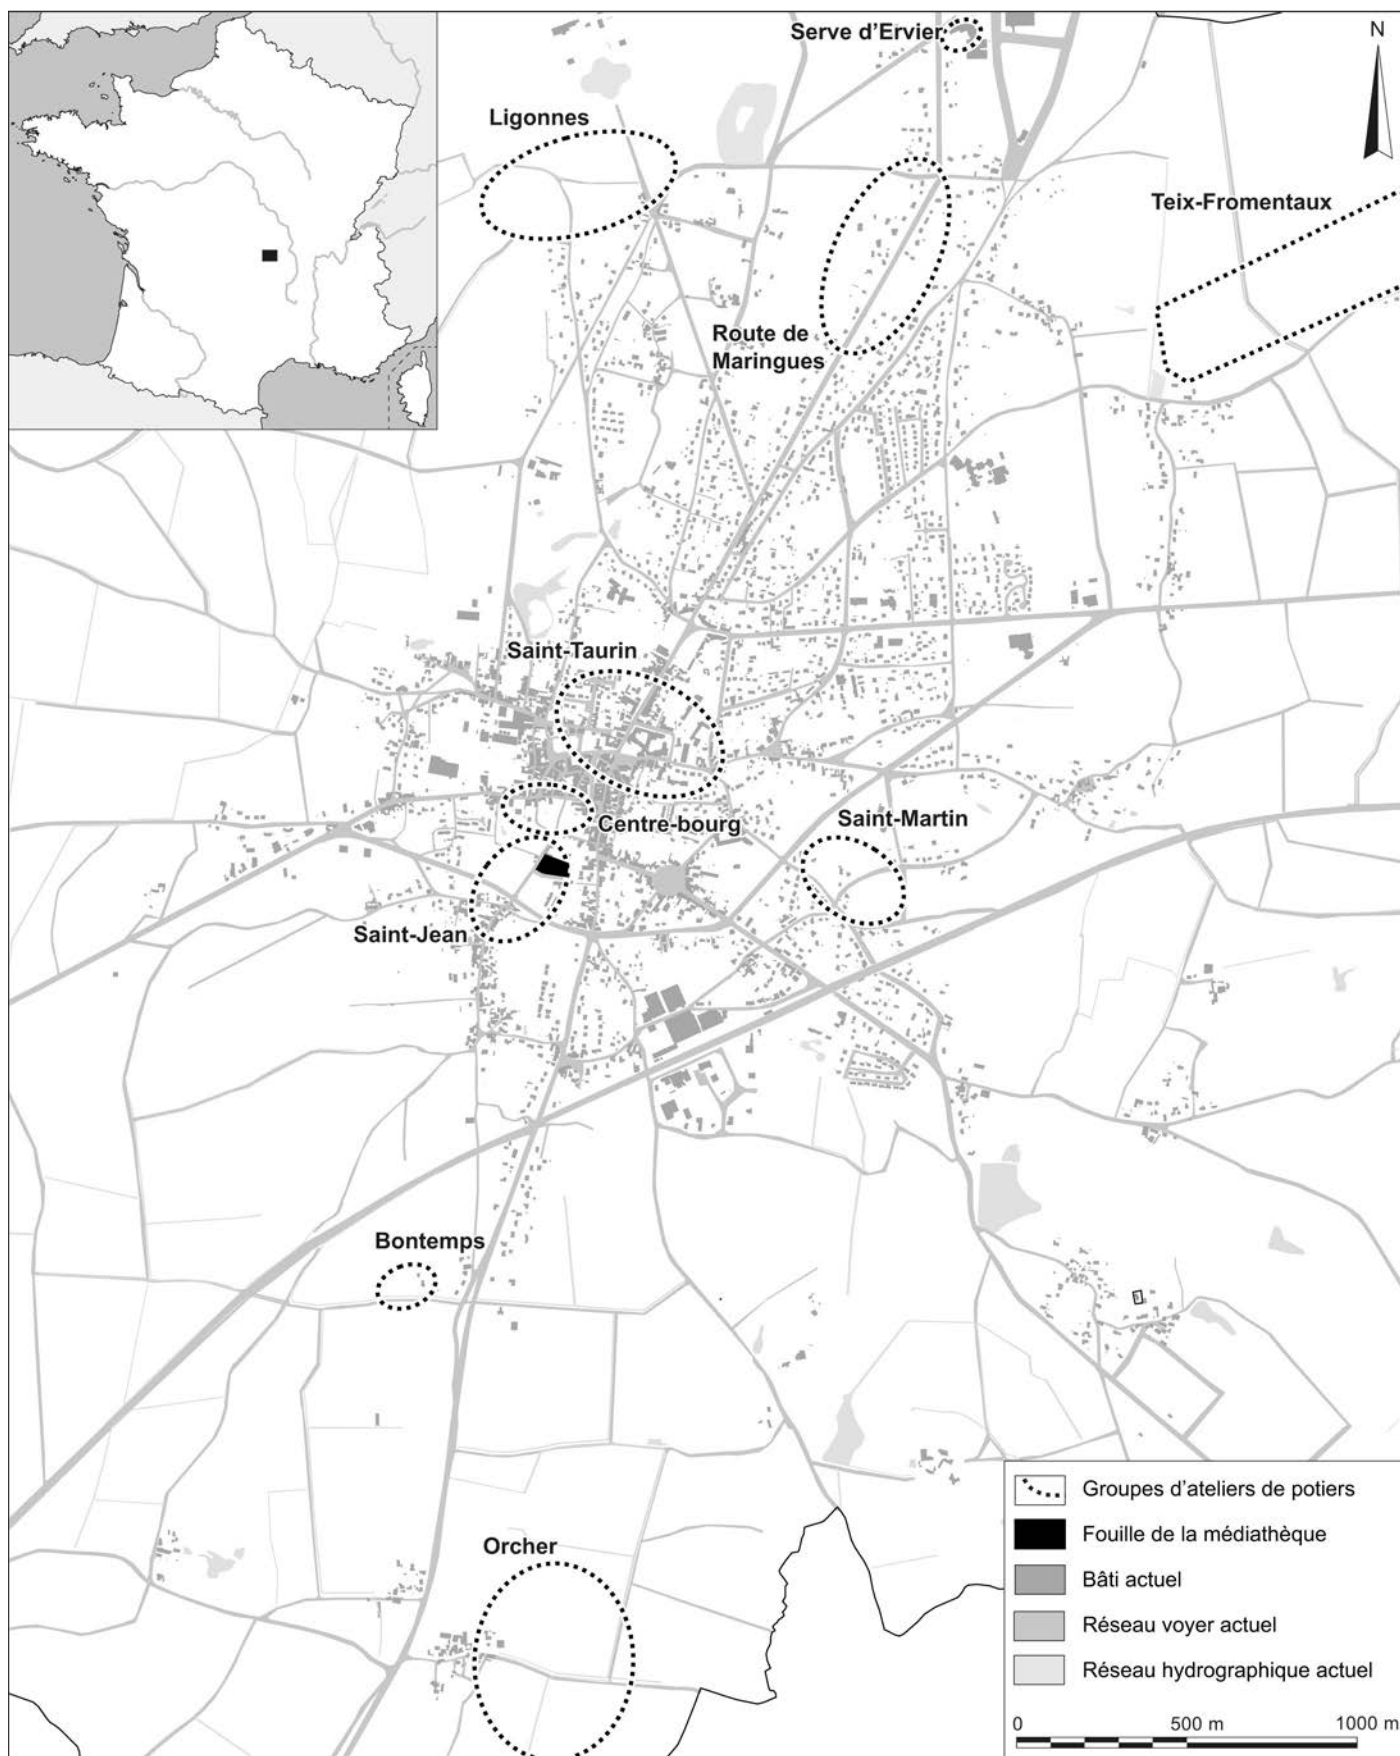 Serve d'Ervier
N
Ligonnes
Teix-Fromentaux
Route de
Maringues
Saint-Taurin
Centre-bourg
Saint-Martin
Saint-Jean
Bontemps
Orcher
Groupes d'ateliers de potiers
Fouille de la médiathèque
Bâti actuel
Réseau voyer actuel
Réseau hydrographique actuel
0 500 m 1000 m